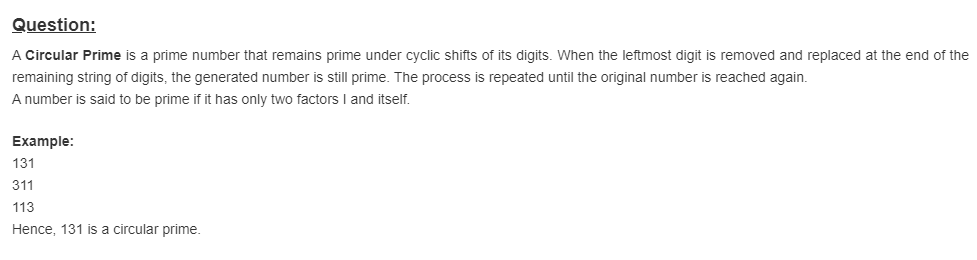 Question:
A Circular Prime is a prime number that remains prime under cyclic shifts of its digits. When the leftmost digit is removed and replaced at the end of the
remaining string of digits, the generated number is still prime. The process is repeated until the original number is reached again.
A number is said to be prime if it has only two factors I and itself.
Example:
131
311
113
Hence, 131 is a circular prime.